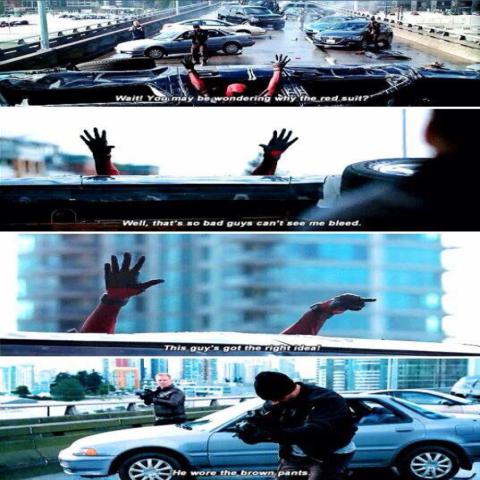 Wait! You may be wondering why the red suit?
Well, that's so bad guys can't see me bleed.
This guy's got the right idea!
He wore the brown pants.